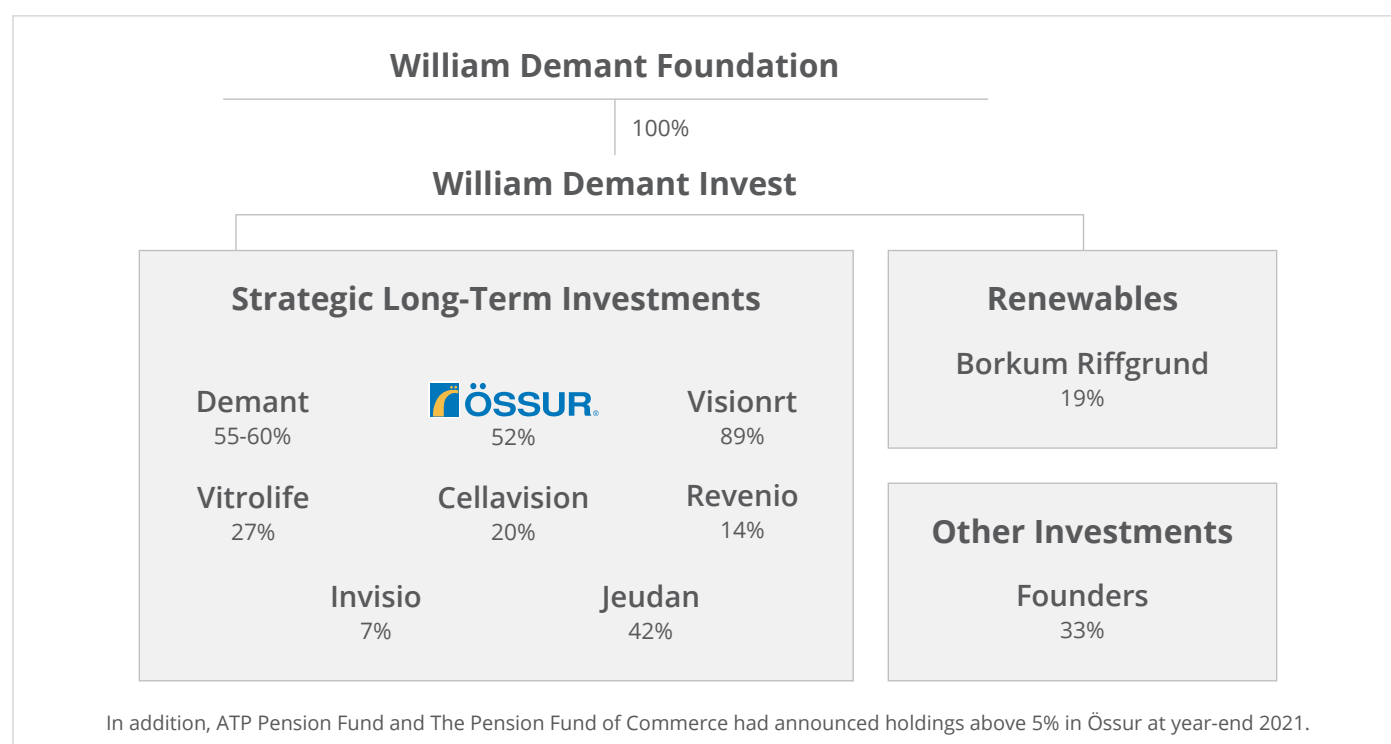 William Demant Foundation
100%
William Demant Invest
Strategic Long-Term Investments
Demant
55-60%
ÖSSUR®
52%
Visionrt
89%
Vitrolife
27%
Cellavision
20%
Revenio
14%
Invisio
7%
Jeudan
42%
Renewables
Borkum Riffgrund
19%
Other Investments
Founders
33%
In addition, ATP Pension Fund and The Pension Fund of Commerce had announced holdings above 5% in Össur at year-end 2021.